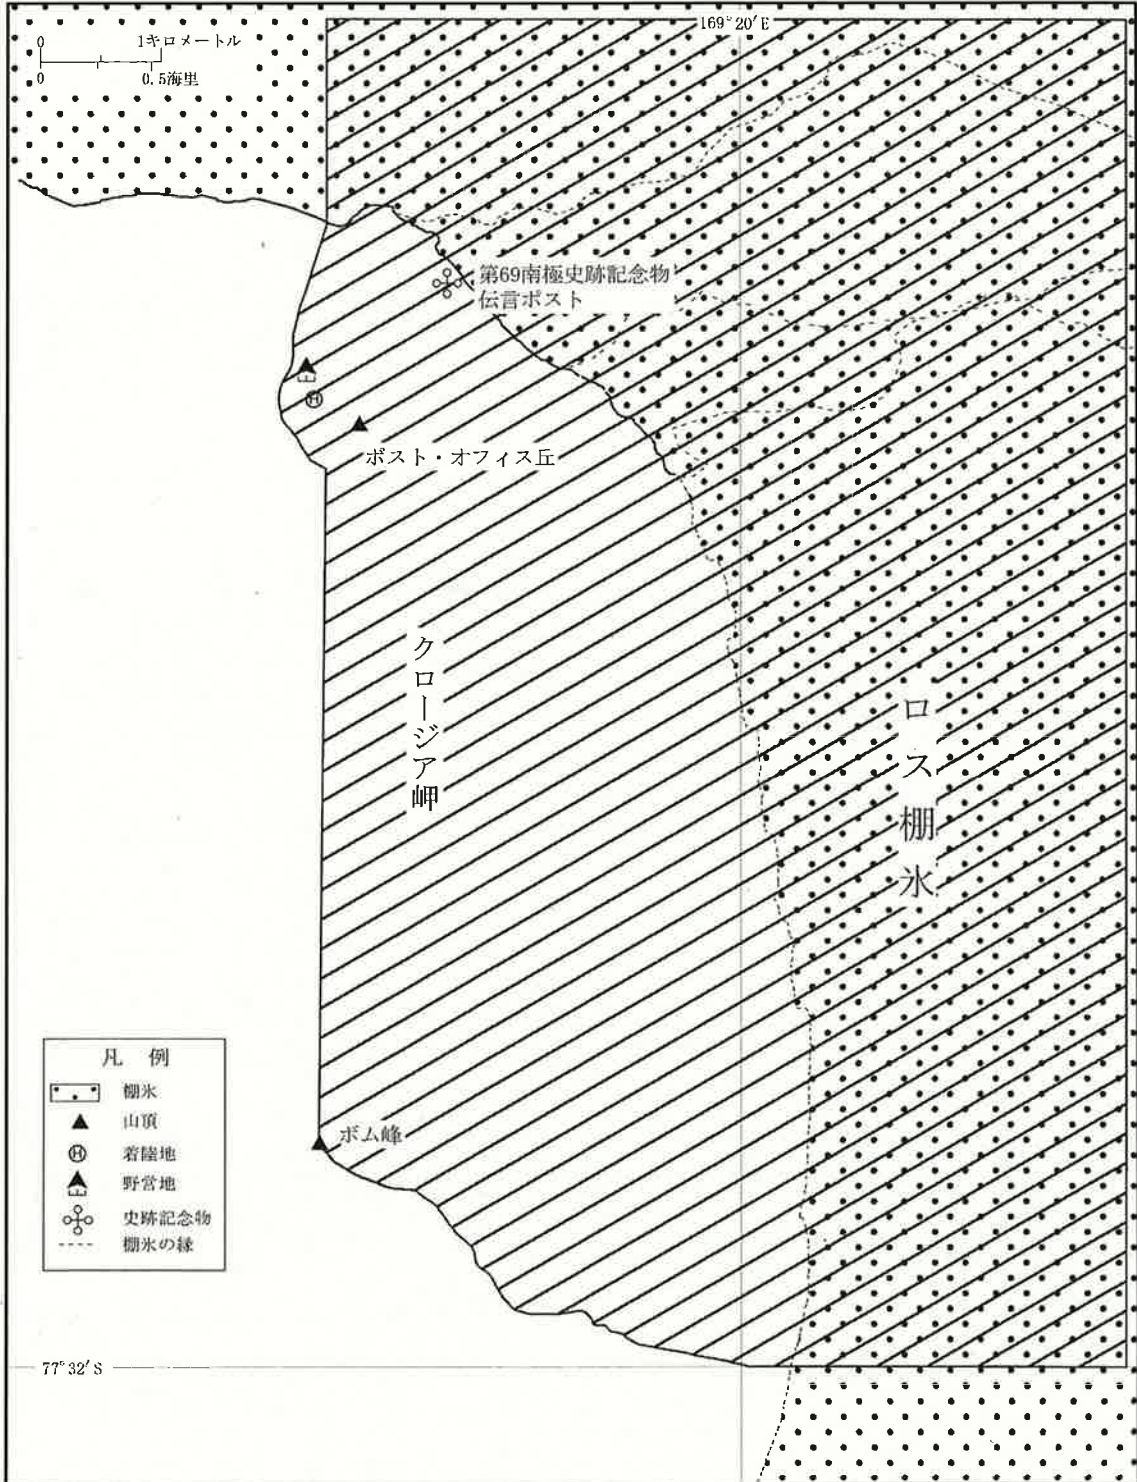 169°20′E
0 1キロメートル
0 0.5海里
第69南極史跡記念物
伝言ポスト
H
ポスト・オフィス丘
クロージア岬
ロス棚氷
ボム峰
凡 例
棚氷
山頂
H 着陸地
野営地
史跡記念物
棚氷の縁
77°32′S